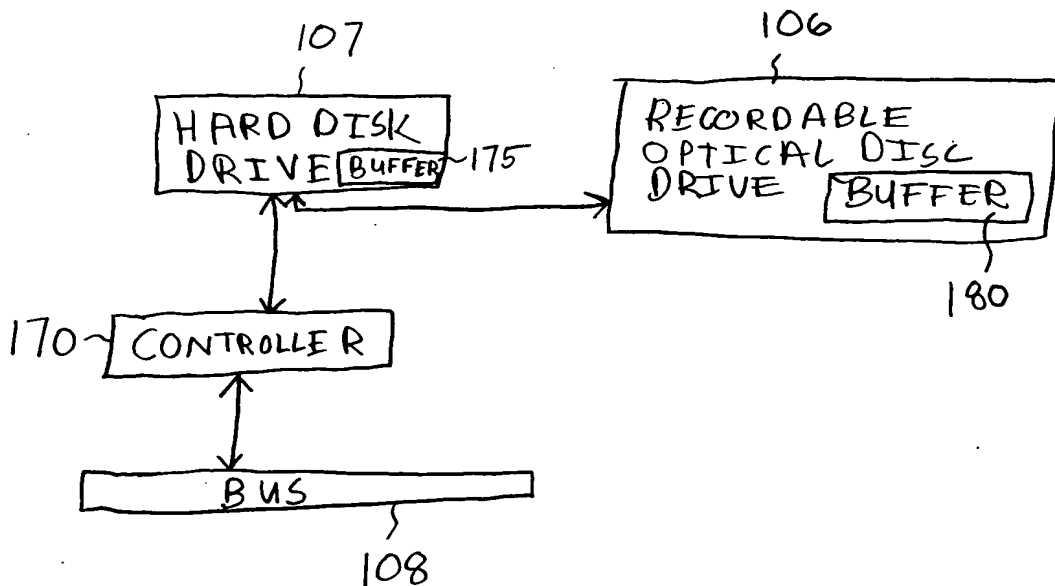 107
106
HARD DISK
DRIVE BUFFER 175
RECORDABLE
OPTICAL DISC
DRIVE BUFFER
180
170 CONTROLLER
BUS
108